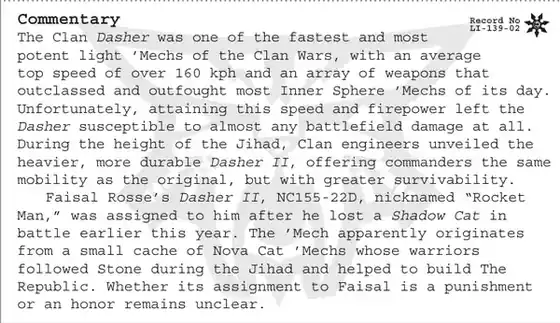 Commentary
Record No
LI-139-02
The Clan Dasher was one of the fastest and most
potent light ’Mechs of the Clan Wars, with an average
top speed of over 160 kph and an array of weapons that
outclassed and outfought most Inner Sphere ’Mechs of its day.
Unfortunately, attaining this speed and firepower left the
Dasher susceptible to almost any battlefield damage at all.
During the height of the Jihad, Clan engineers unveiled the
heavier, more durable Dasher II, offering commanders the same
mobility as the original, but with greater survivability.
Faisal Rosse’s Dasher II, NC155-22D, nicknamed “Rocket
Man,” was assigned to him after he lost a Shadow Cat in
battle earlier this year. The ’Mech apparently originates
from a small cache of Nova Cat ’Mechs whose warriors
followed Stone during the Jihad and helped to build The
Republic. Whether its assignment to Faisal is a punishment
or an honor remains unclear.